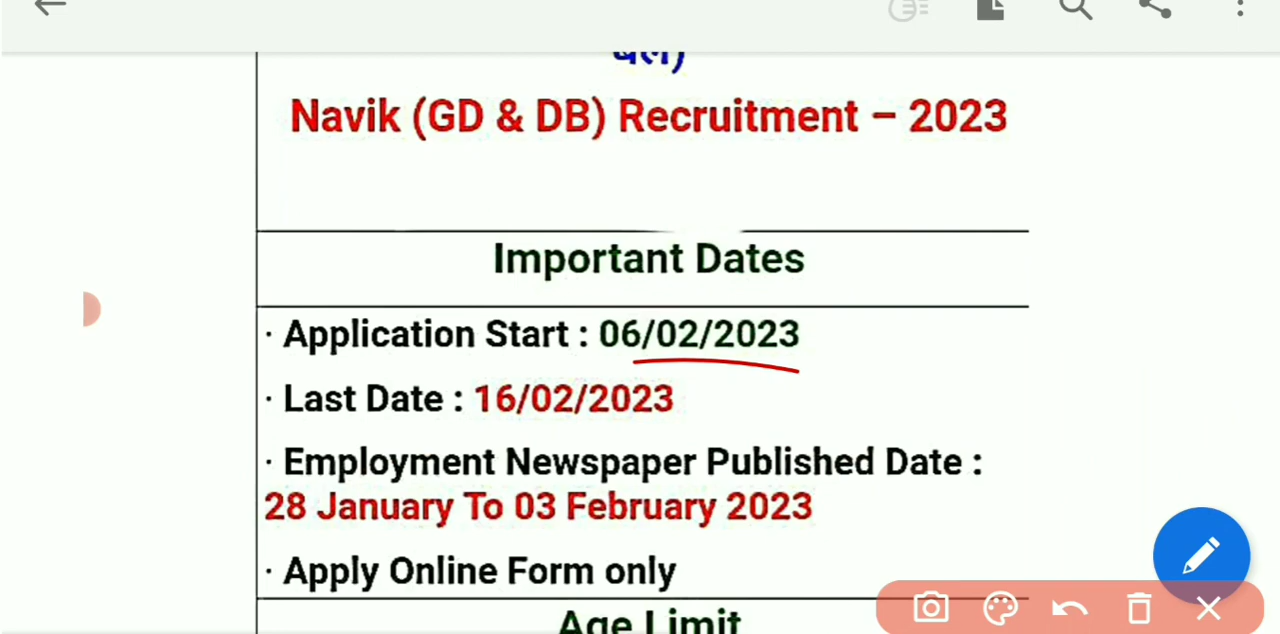 बल)
Navik (GD & DB) Recruitment – 2023
Important Dates
· Application Start : 06/02/2023
· Last Date : 16/02/2023
· Employment Newspaper Published Date :
28 January To 03 February 2023
· Apply Online Form only
Age Limit